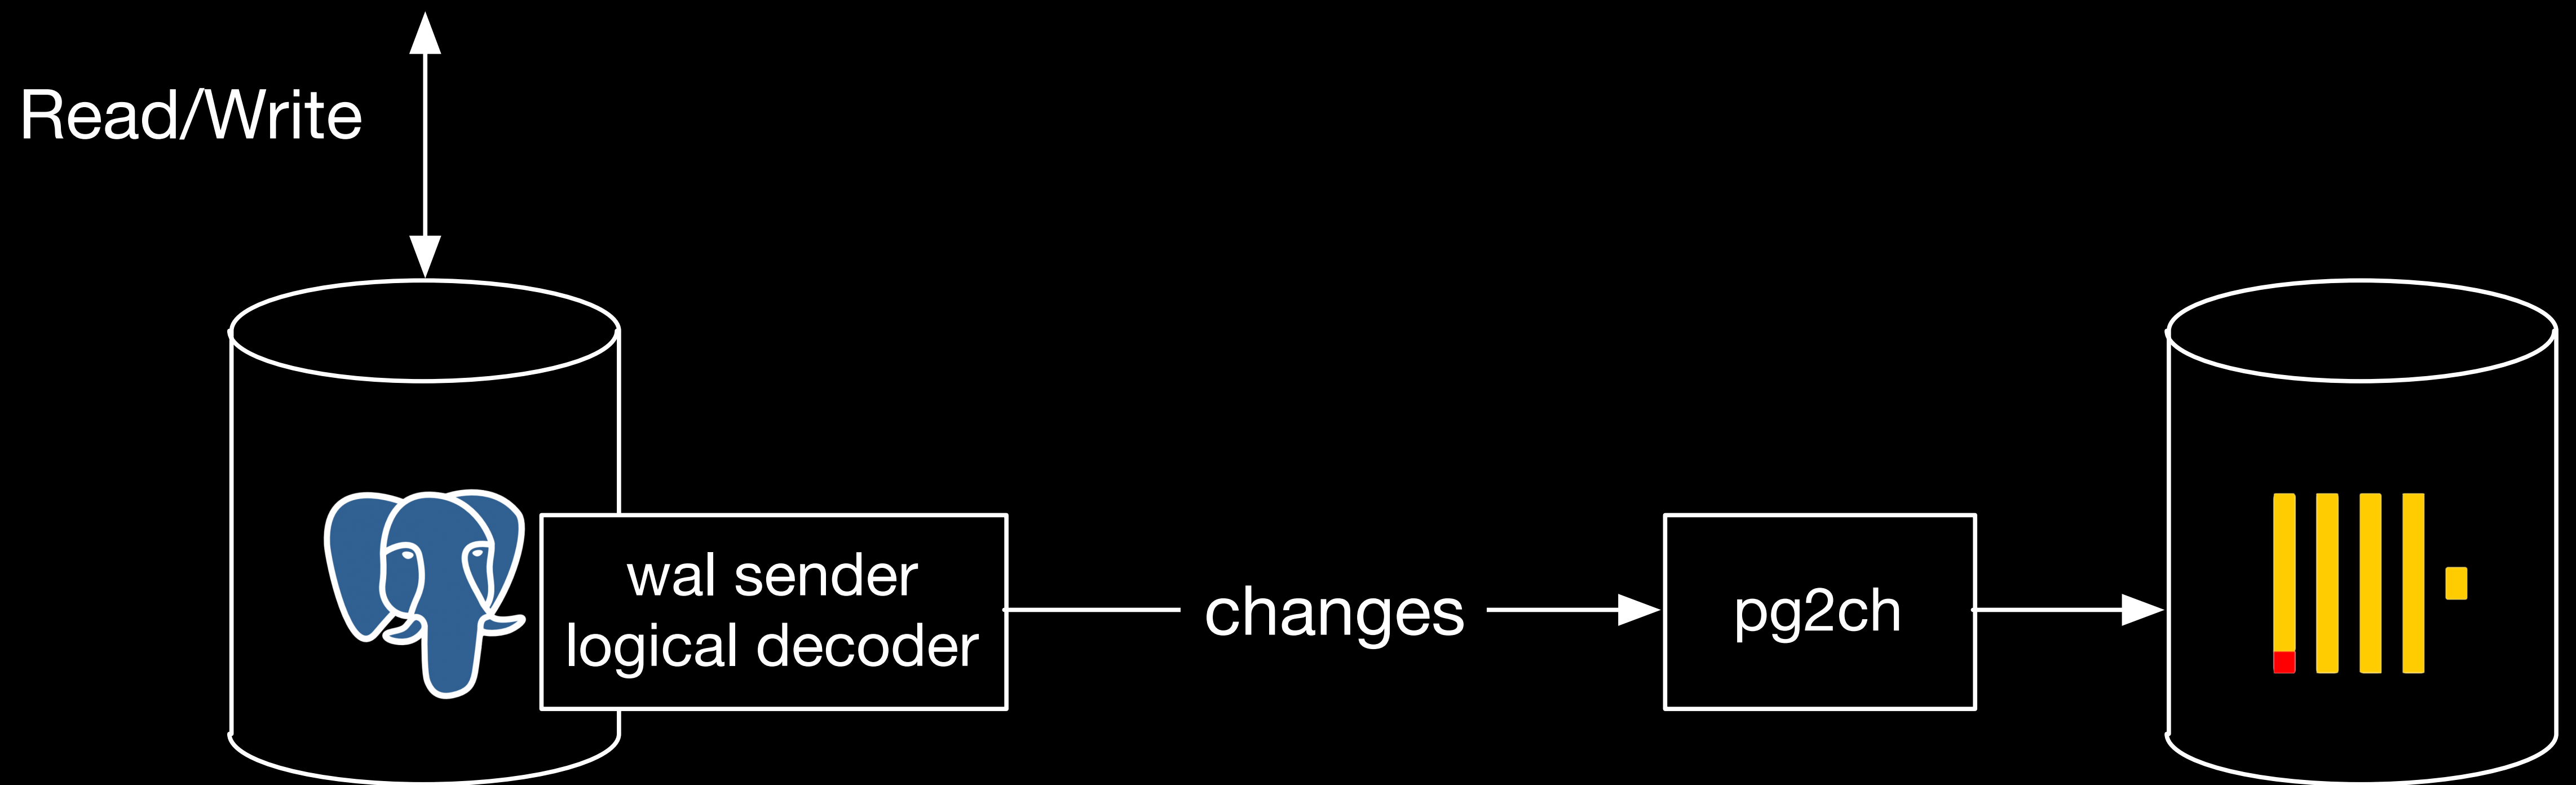 Read/Write
wal sender
logical decoder
changes
pg2ch